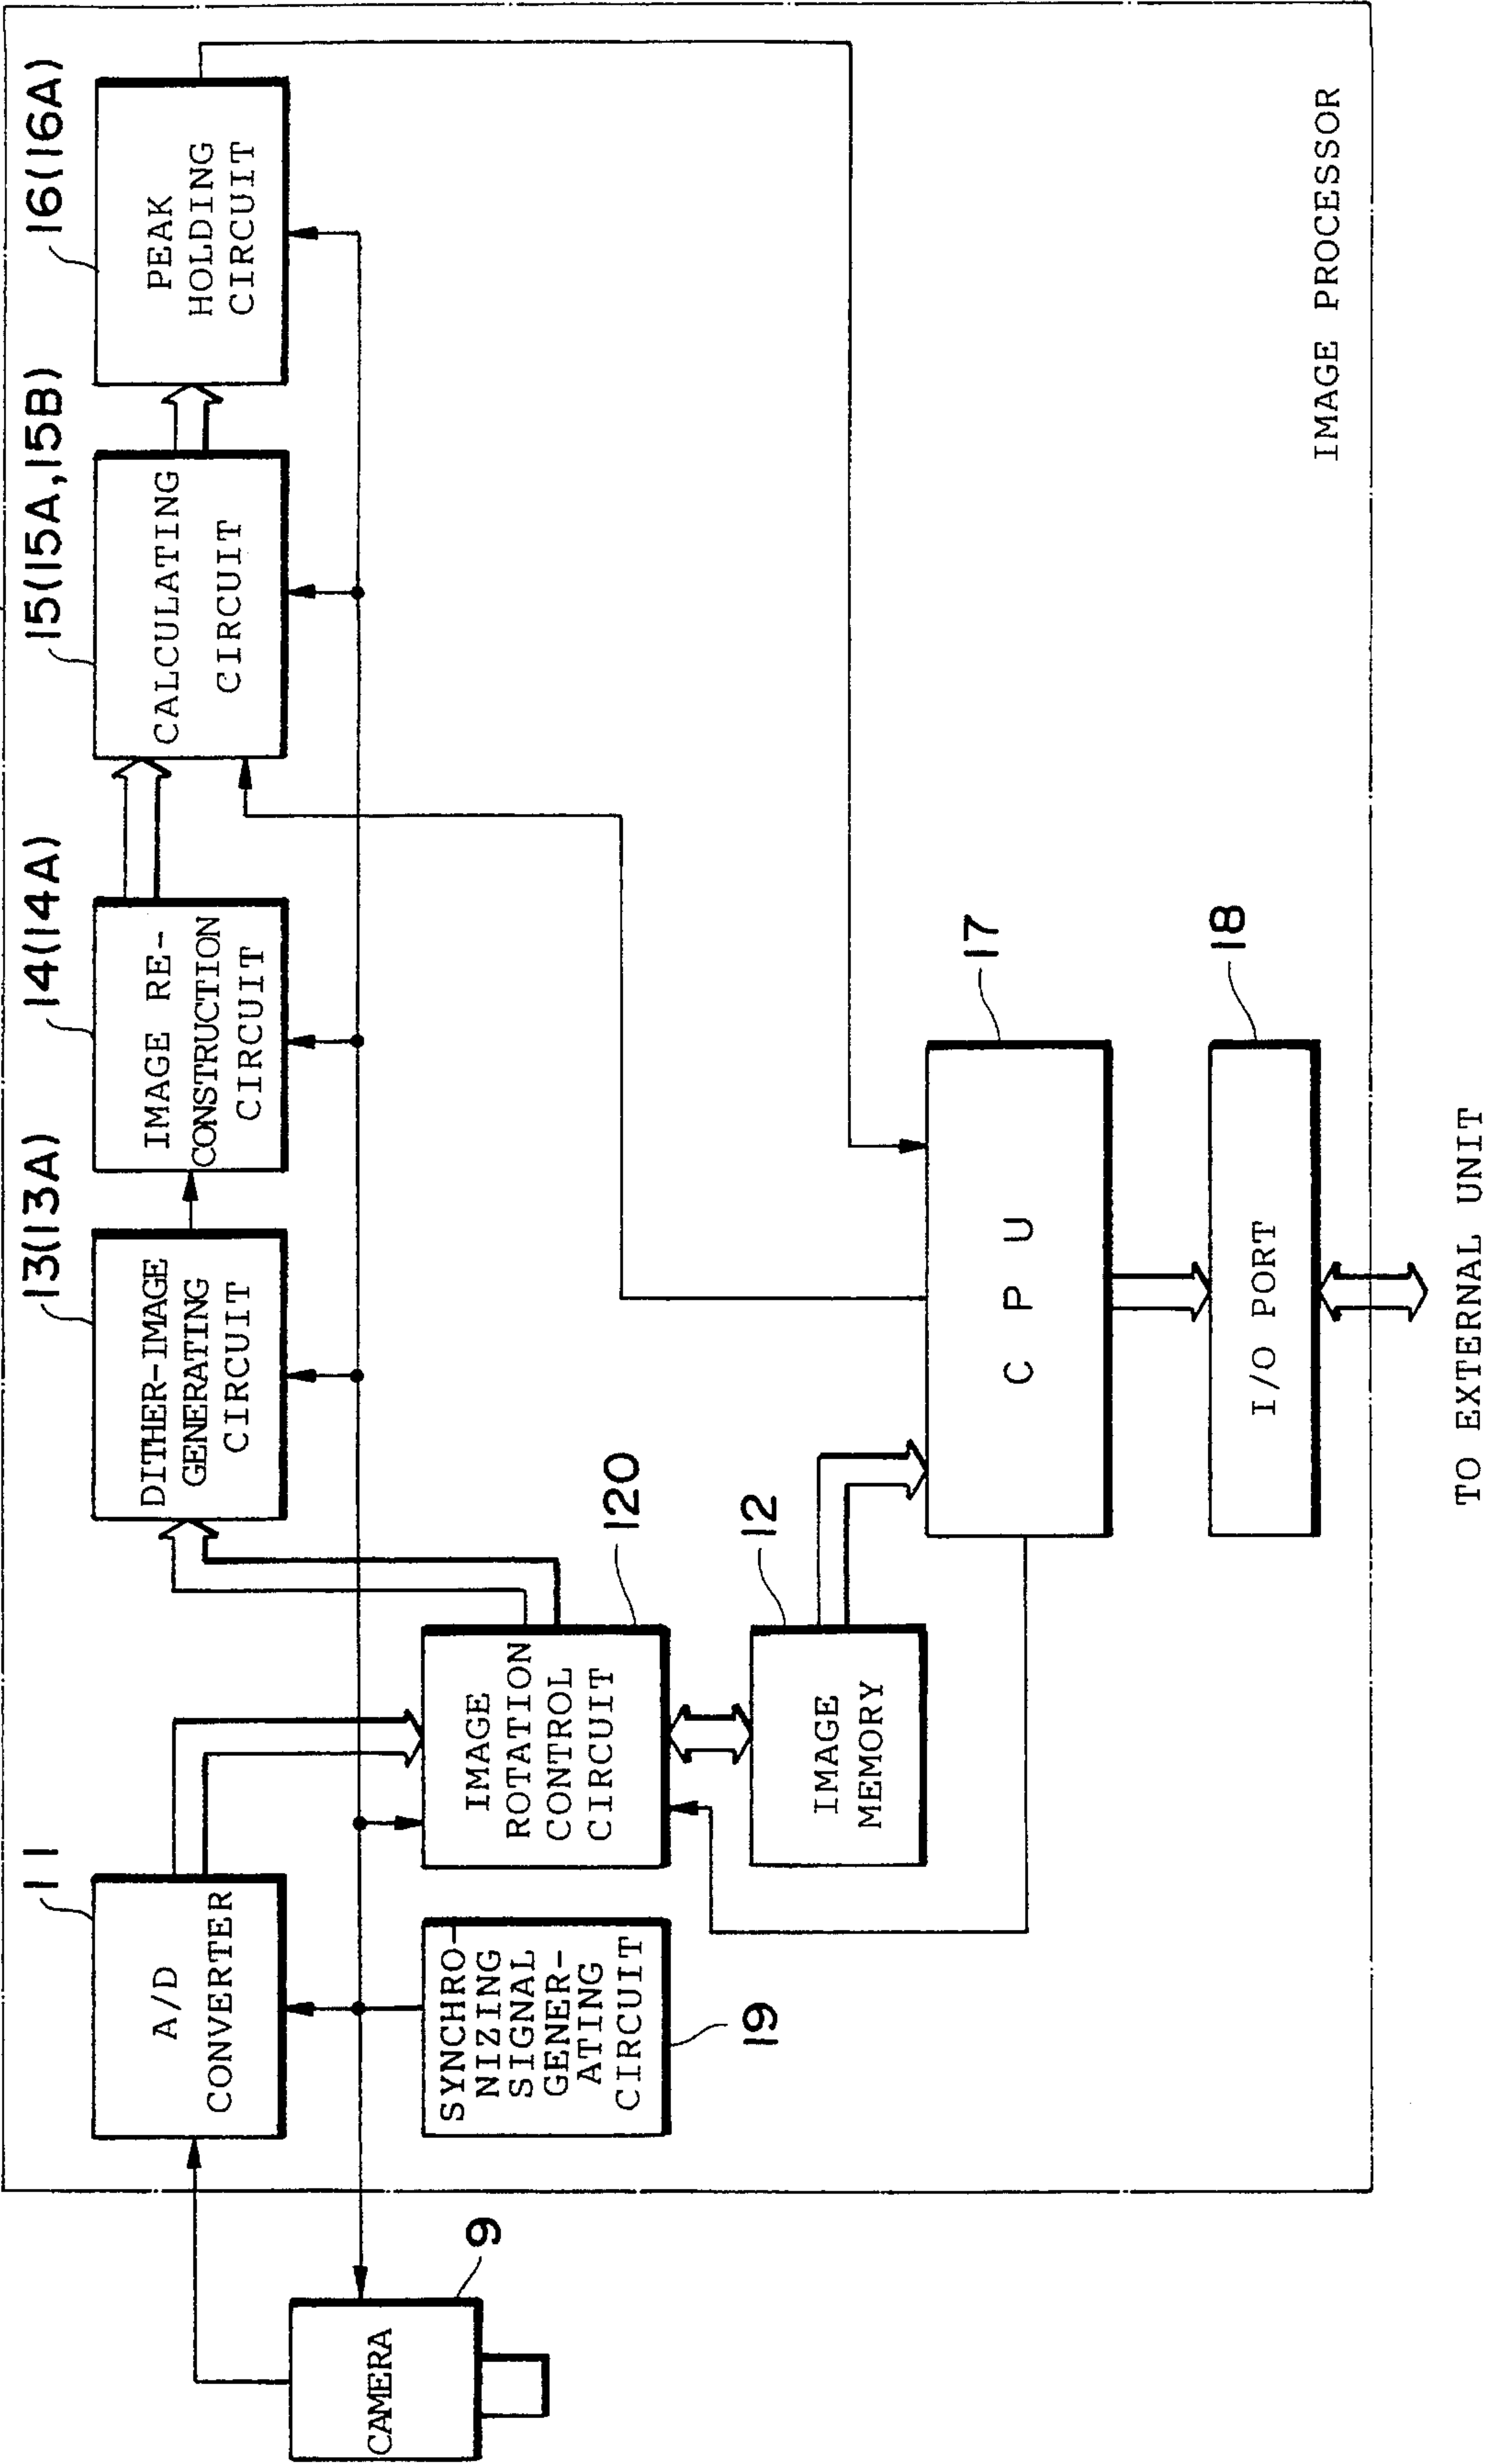 11
A/D
CONVERTER
13(13A)
DITHER-IMAGE
GENERATING
CIRCUIT
14(14A)
IMAGE RE-
CONSTRUCTION
CIRCUIT
15(15A,15B)
CALCULATING
CIRCUIT
16(16A)
PEAK
HOLDING
CIRCUIT
CAMERA
9
SYNCHRO-
NIZING
SIGNAL
GENER-
ATING
CIRCUIT
19
IMAGE
ROTATION
CONTROL
CIRCUIT
120
IMAGE
MEMORY
12
CPU
17
I/O PORT
18
IMAGE PROCESSOR
TO EXTERNAL UNIT